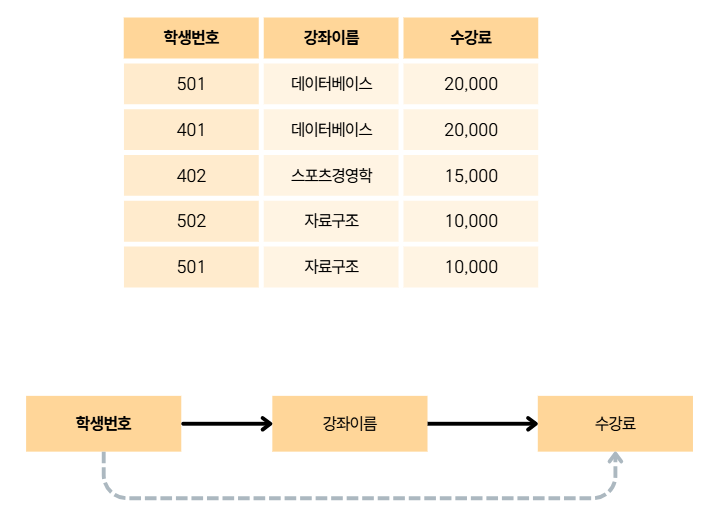 학생번호 강좌이름 수강료
501 데이터베이스 20,000
401 데이터베이스 20,000
402 스포츠경영학 15,000
502 자료구조 10,000
501 자료구조 10,000
학생번호 강좌이름 수강료